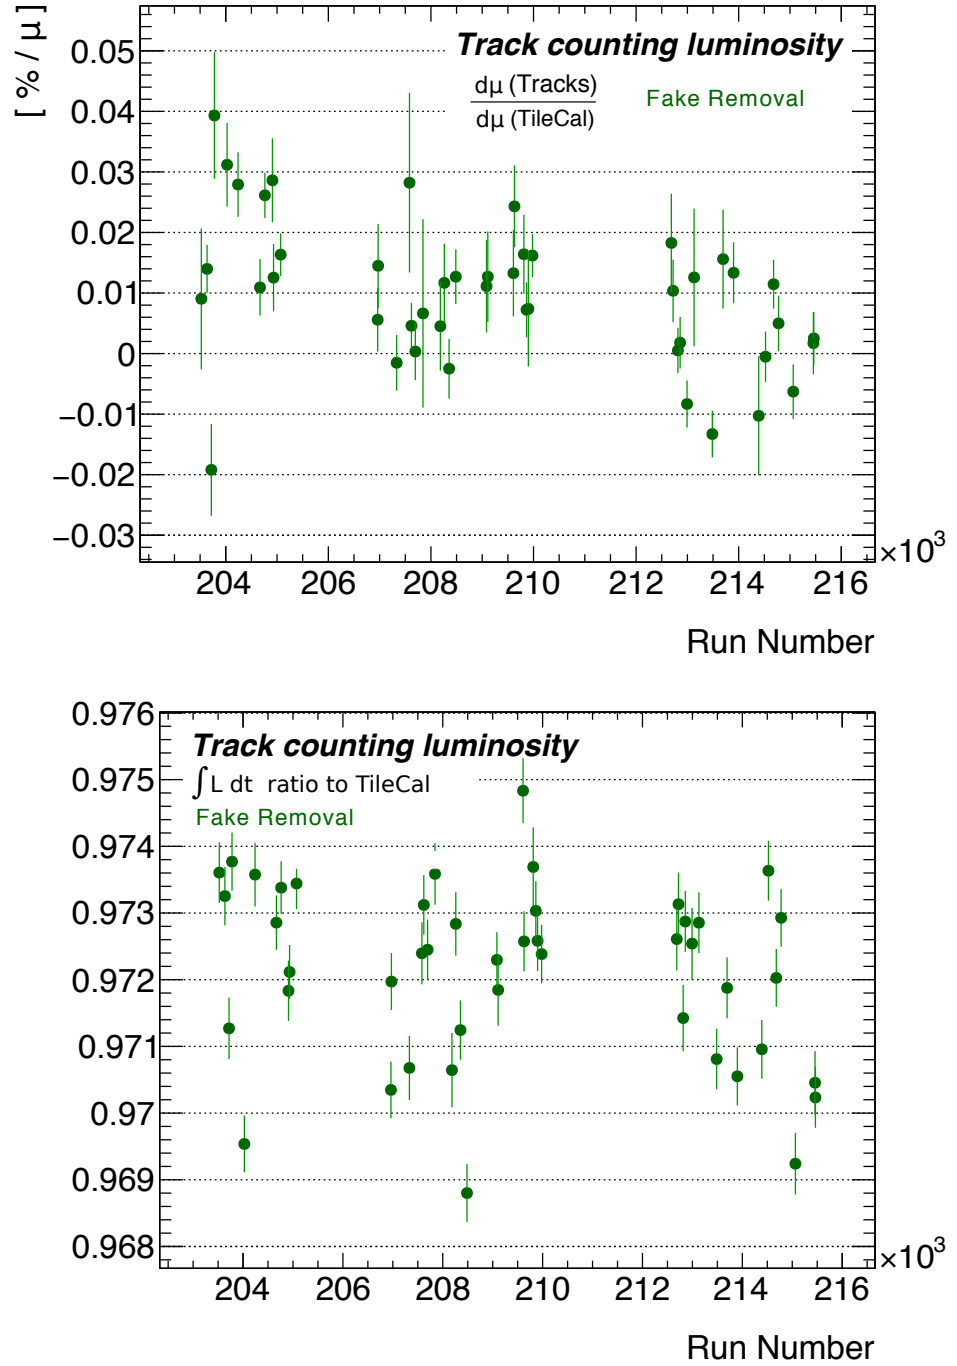 [ % / μ ]
Track counting luminosity
dμ (Tracks)
dμ (TileCal)
Fake Removal
0.05
0.04
0.03
0.02
0.01
0
−0.01
−0.02
−0.03
×10³
204 206 208 210 212 214 216
Run Number
0.976
Track counting luminosity
0.975
∫ L dt ratio to TileCal
Fake Removal
0.974
0.973
0.972
0.971
0.97
0.969
0.968
×10³
204 206 208 210 212 214 216
Run Number